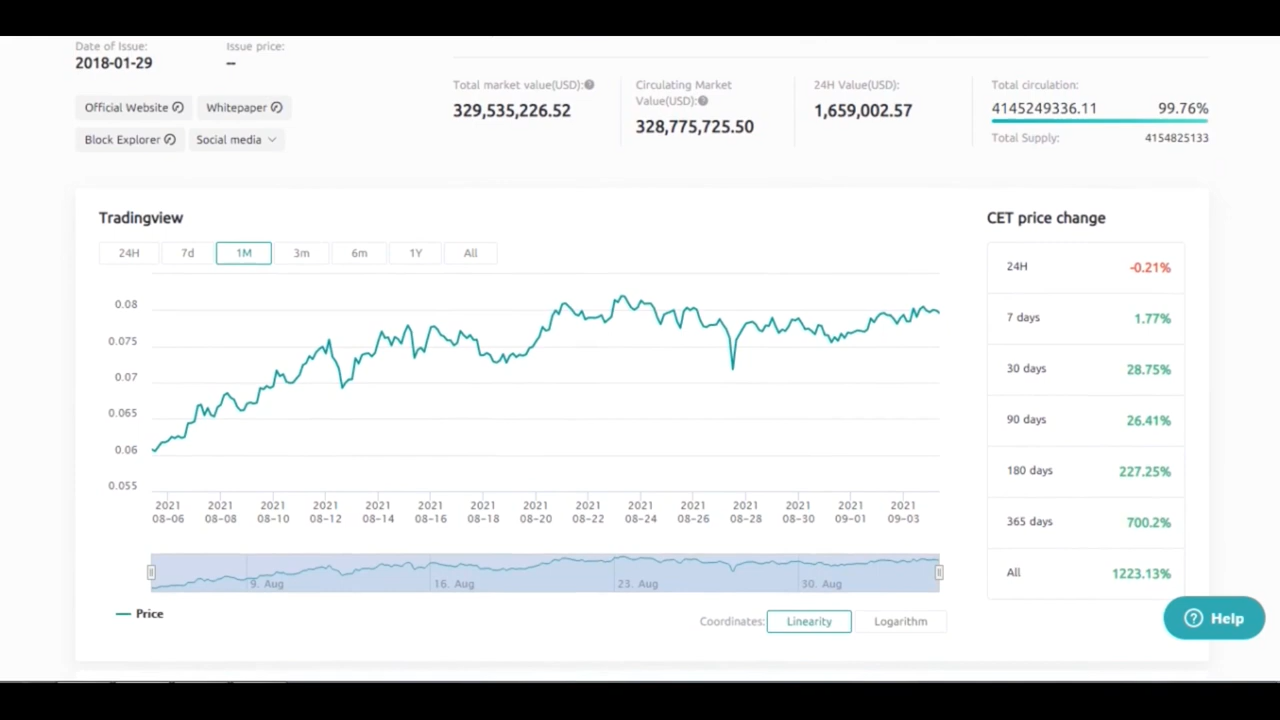 Date of Issue: Issue price:
2018-01-29 --
Official Website Whitepaper
Block Explorer Social media
Total market value(USD):
329,535,226.52
Circulating Market
Value(USD):
328,775,725.50
24H Value(USD):
1,659,002.57
Total circulation:
4145249336.11 99.76%
Total Supply: 4154825133
Tradingview
24H 7d 1M 3m 6m 1Y All
0.08
0.075
0.07
0.065
0.06
0.055
2021 2021 2021 2021 2021 2021 2021 2021 2021 2021 2021 2021 2021 2021 2021
08-06 08-08 08-10 08-12 08-14 08-16 08-18 08-20 08-22 08-24 08-26 08-28 08-30 09-01 09-03
9. Aug 16. Aug 23. Aug 30. Aug
Price
Coordinates: Linearity Logarithm
CET price change
24H -0.21%
7 days 1.77%
30 days 28.75%
90 days 26.41%
180 days 227.25%
365 days 700.2%
All 1223.13%
? Help